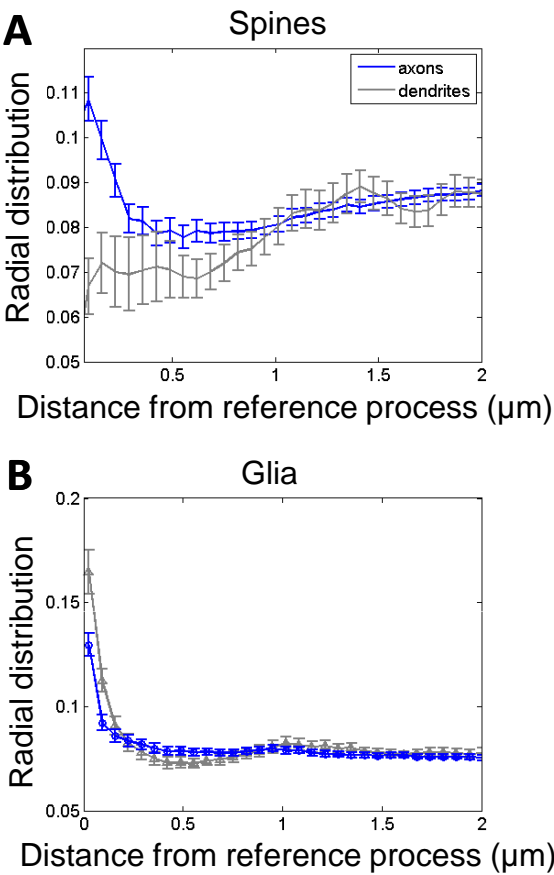 A
Spines
axons
dendrites
0.11
0.1
0.09
0.08
0.07
0.06
0.05
0.5
1
1.5
2
Radial distribution
Distance from reference process (μm)
B
Glia
0.2
0.15
0.1
0.05
0
0.5
1
1.5
2
Radial distribution
Distance from reference process (μm)